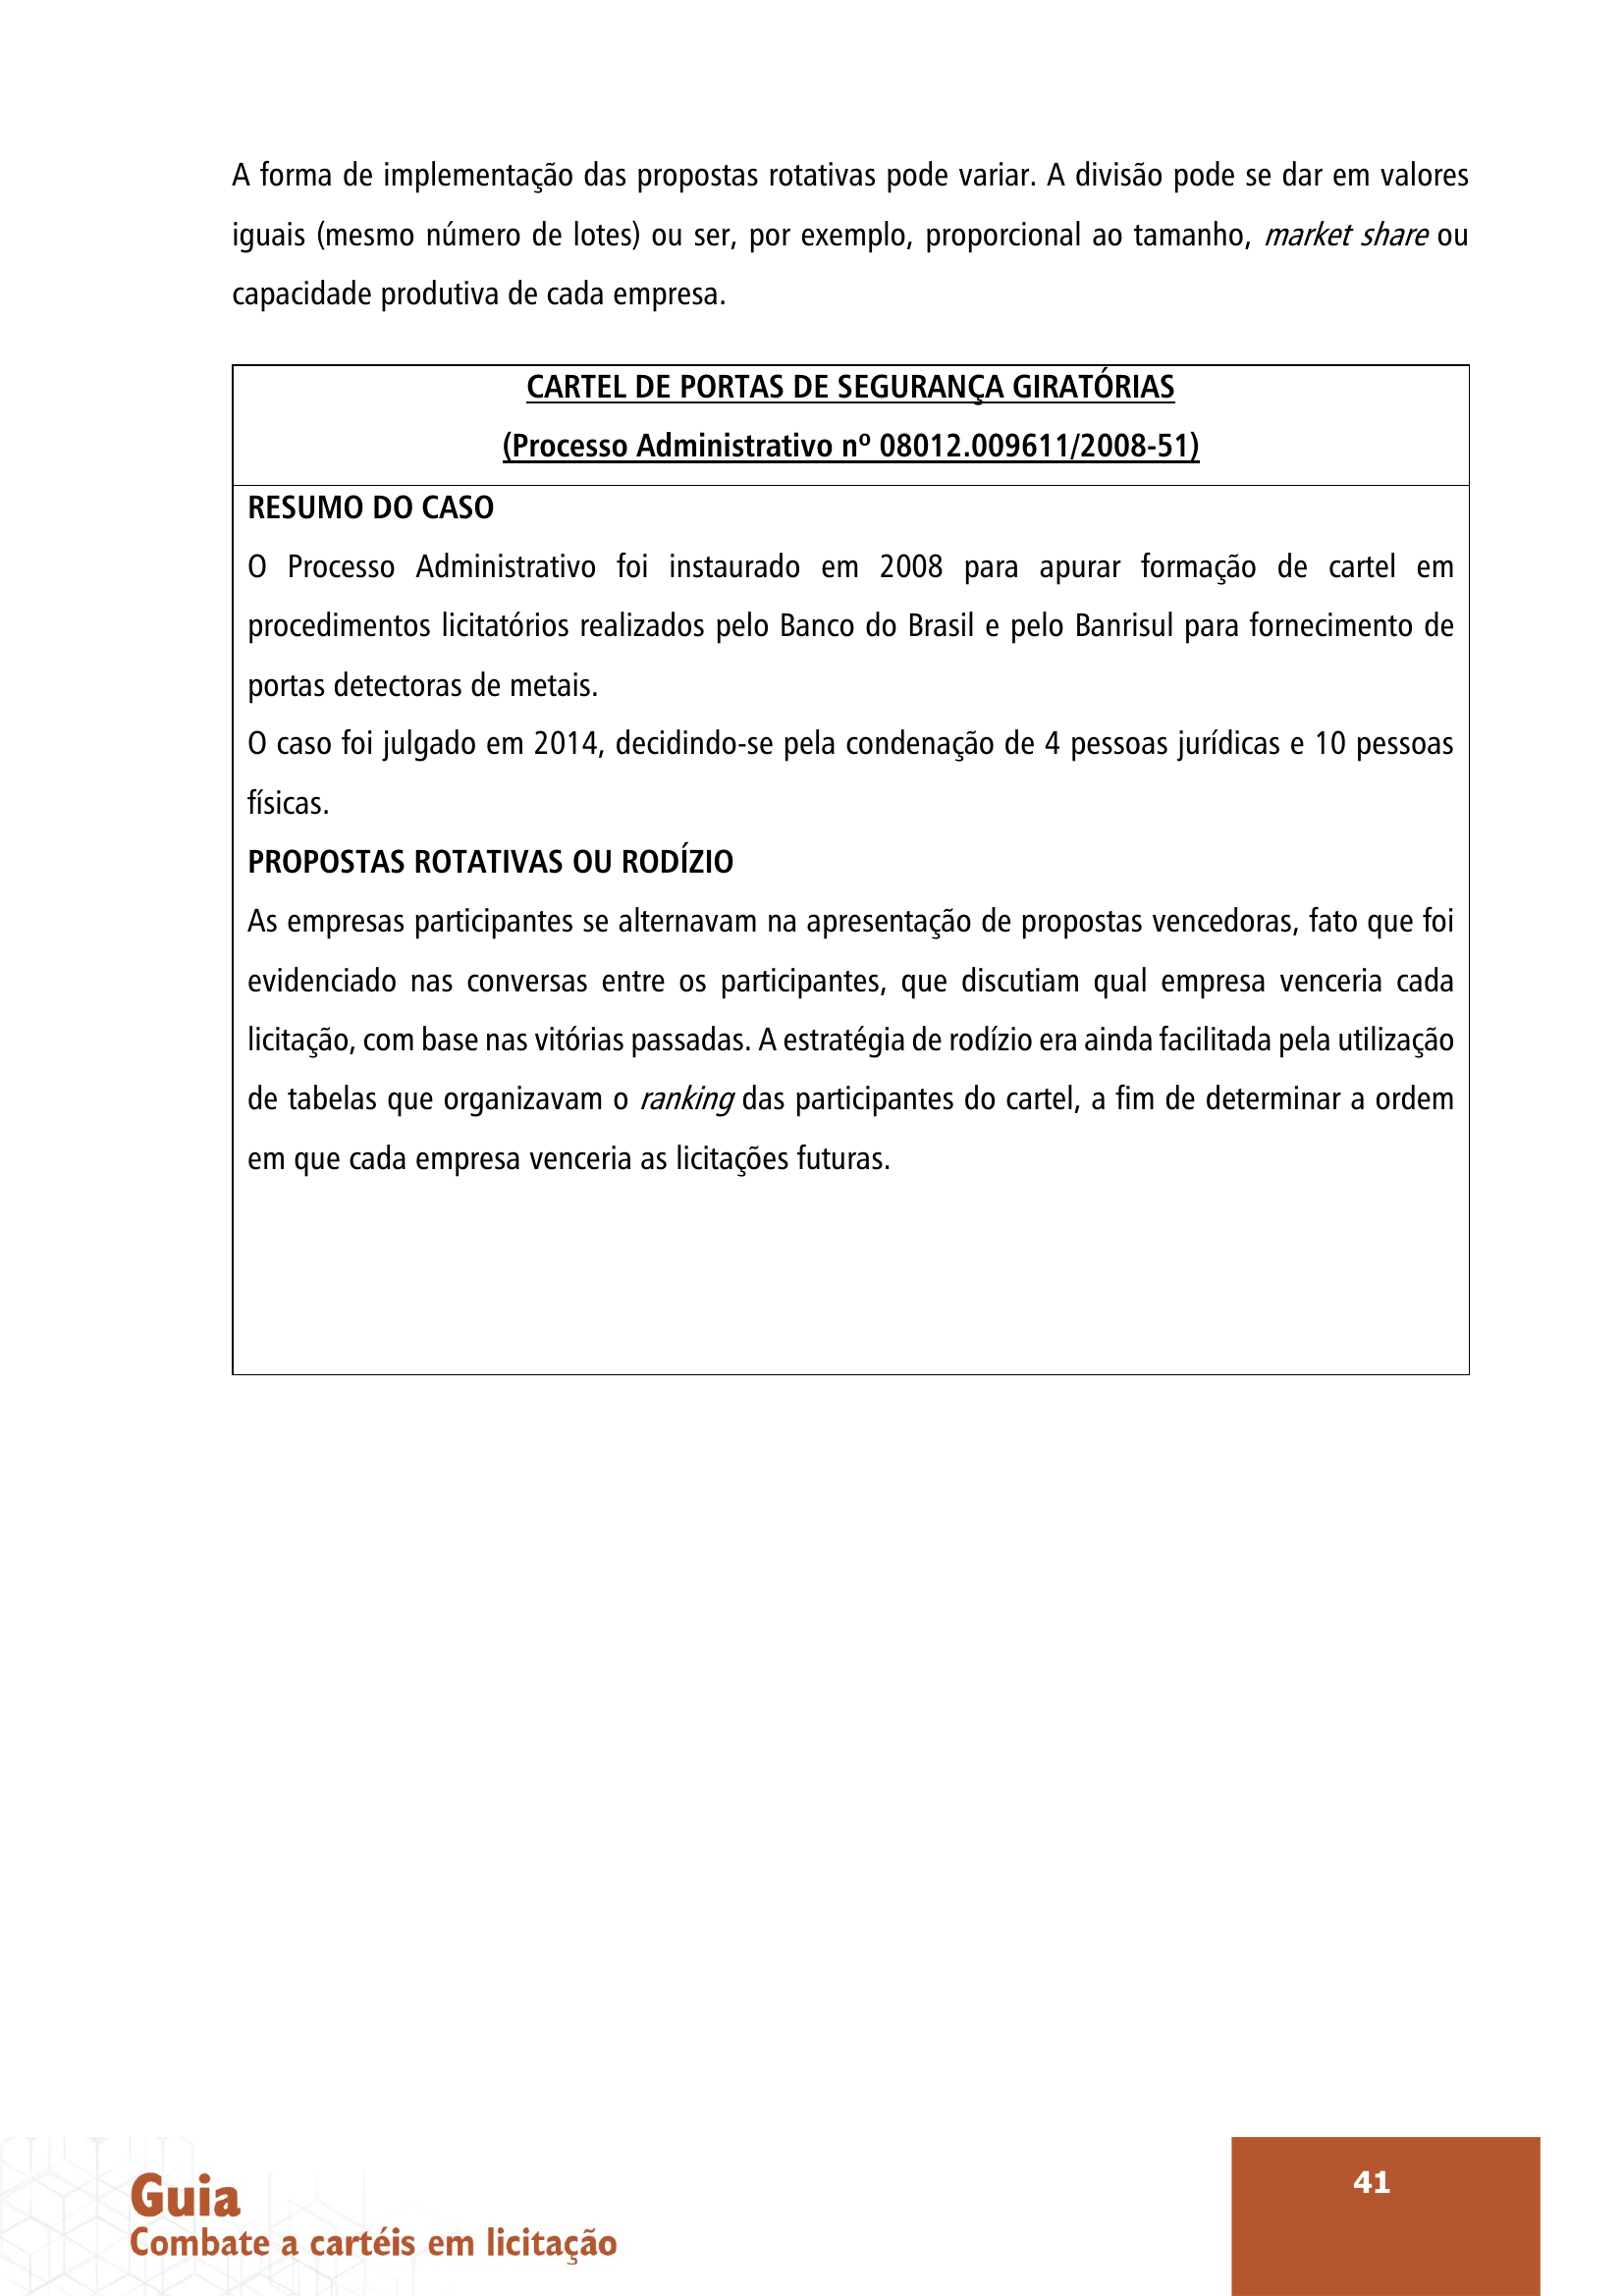 A forma de implementação das propostas rotativas pode variar. A divisão pode se dar em valores
iguais (mesmo número de lotes) ou ser, por exemplo, proporcional ao tamanho, market share ou
capacidade produtiva de cada empresa.
CARTEL DE PORTAS DE SEGURANÇA GIRATÓRIAS
(Processo Administrativo nº 08012.009611/2008-51)
RESUMO DO CASO
O Processo Administrativo foi instaurado em 2008 para apurar formação de cartel em
procedimentos licitatórios realizados pelo Banco do Brasil e pelo Banrisul para fornecimento de
portas detectoras de metais.
O caso foi julgado em 2014, decidindo-se pela condenação de 4 pessoas jurídicas e 10 pessoas
físicas.
PROPOSTAS ROTATIVAS OU RODÍZIO
As empresas participantes se alternavam na apresentação de propostas vencedoras, fato que foi
evidenciado nas conversas entre os participantes, que discutiam qual empresa venceria cada
licitação, com base nas vitórias passadas. A estratégia de rodízio era ainda facilitada pela utilização
de tabelas que organizavam o ranking das participantes do cartel, a fim de determinar a ordem
em que cada empresa venceria as licitações futuras.
Guia
Combate a cartéis em licitação
41